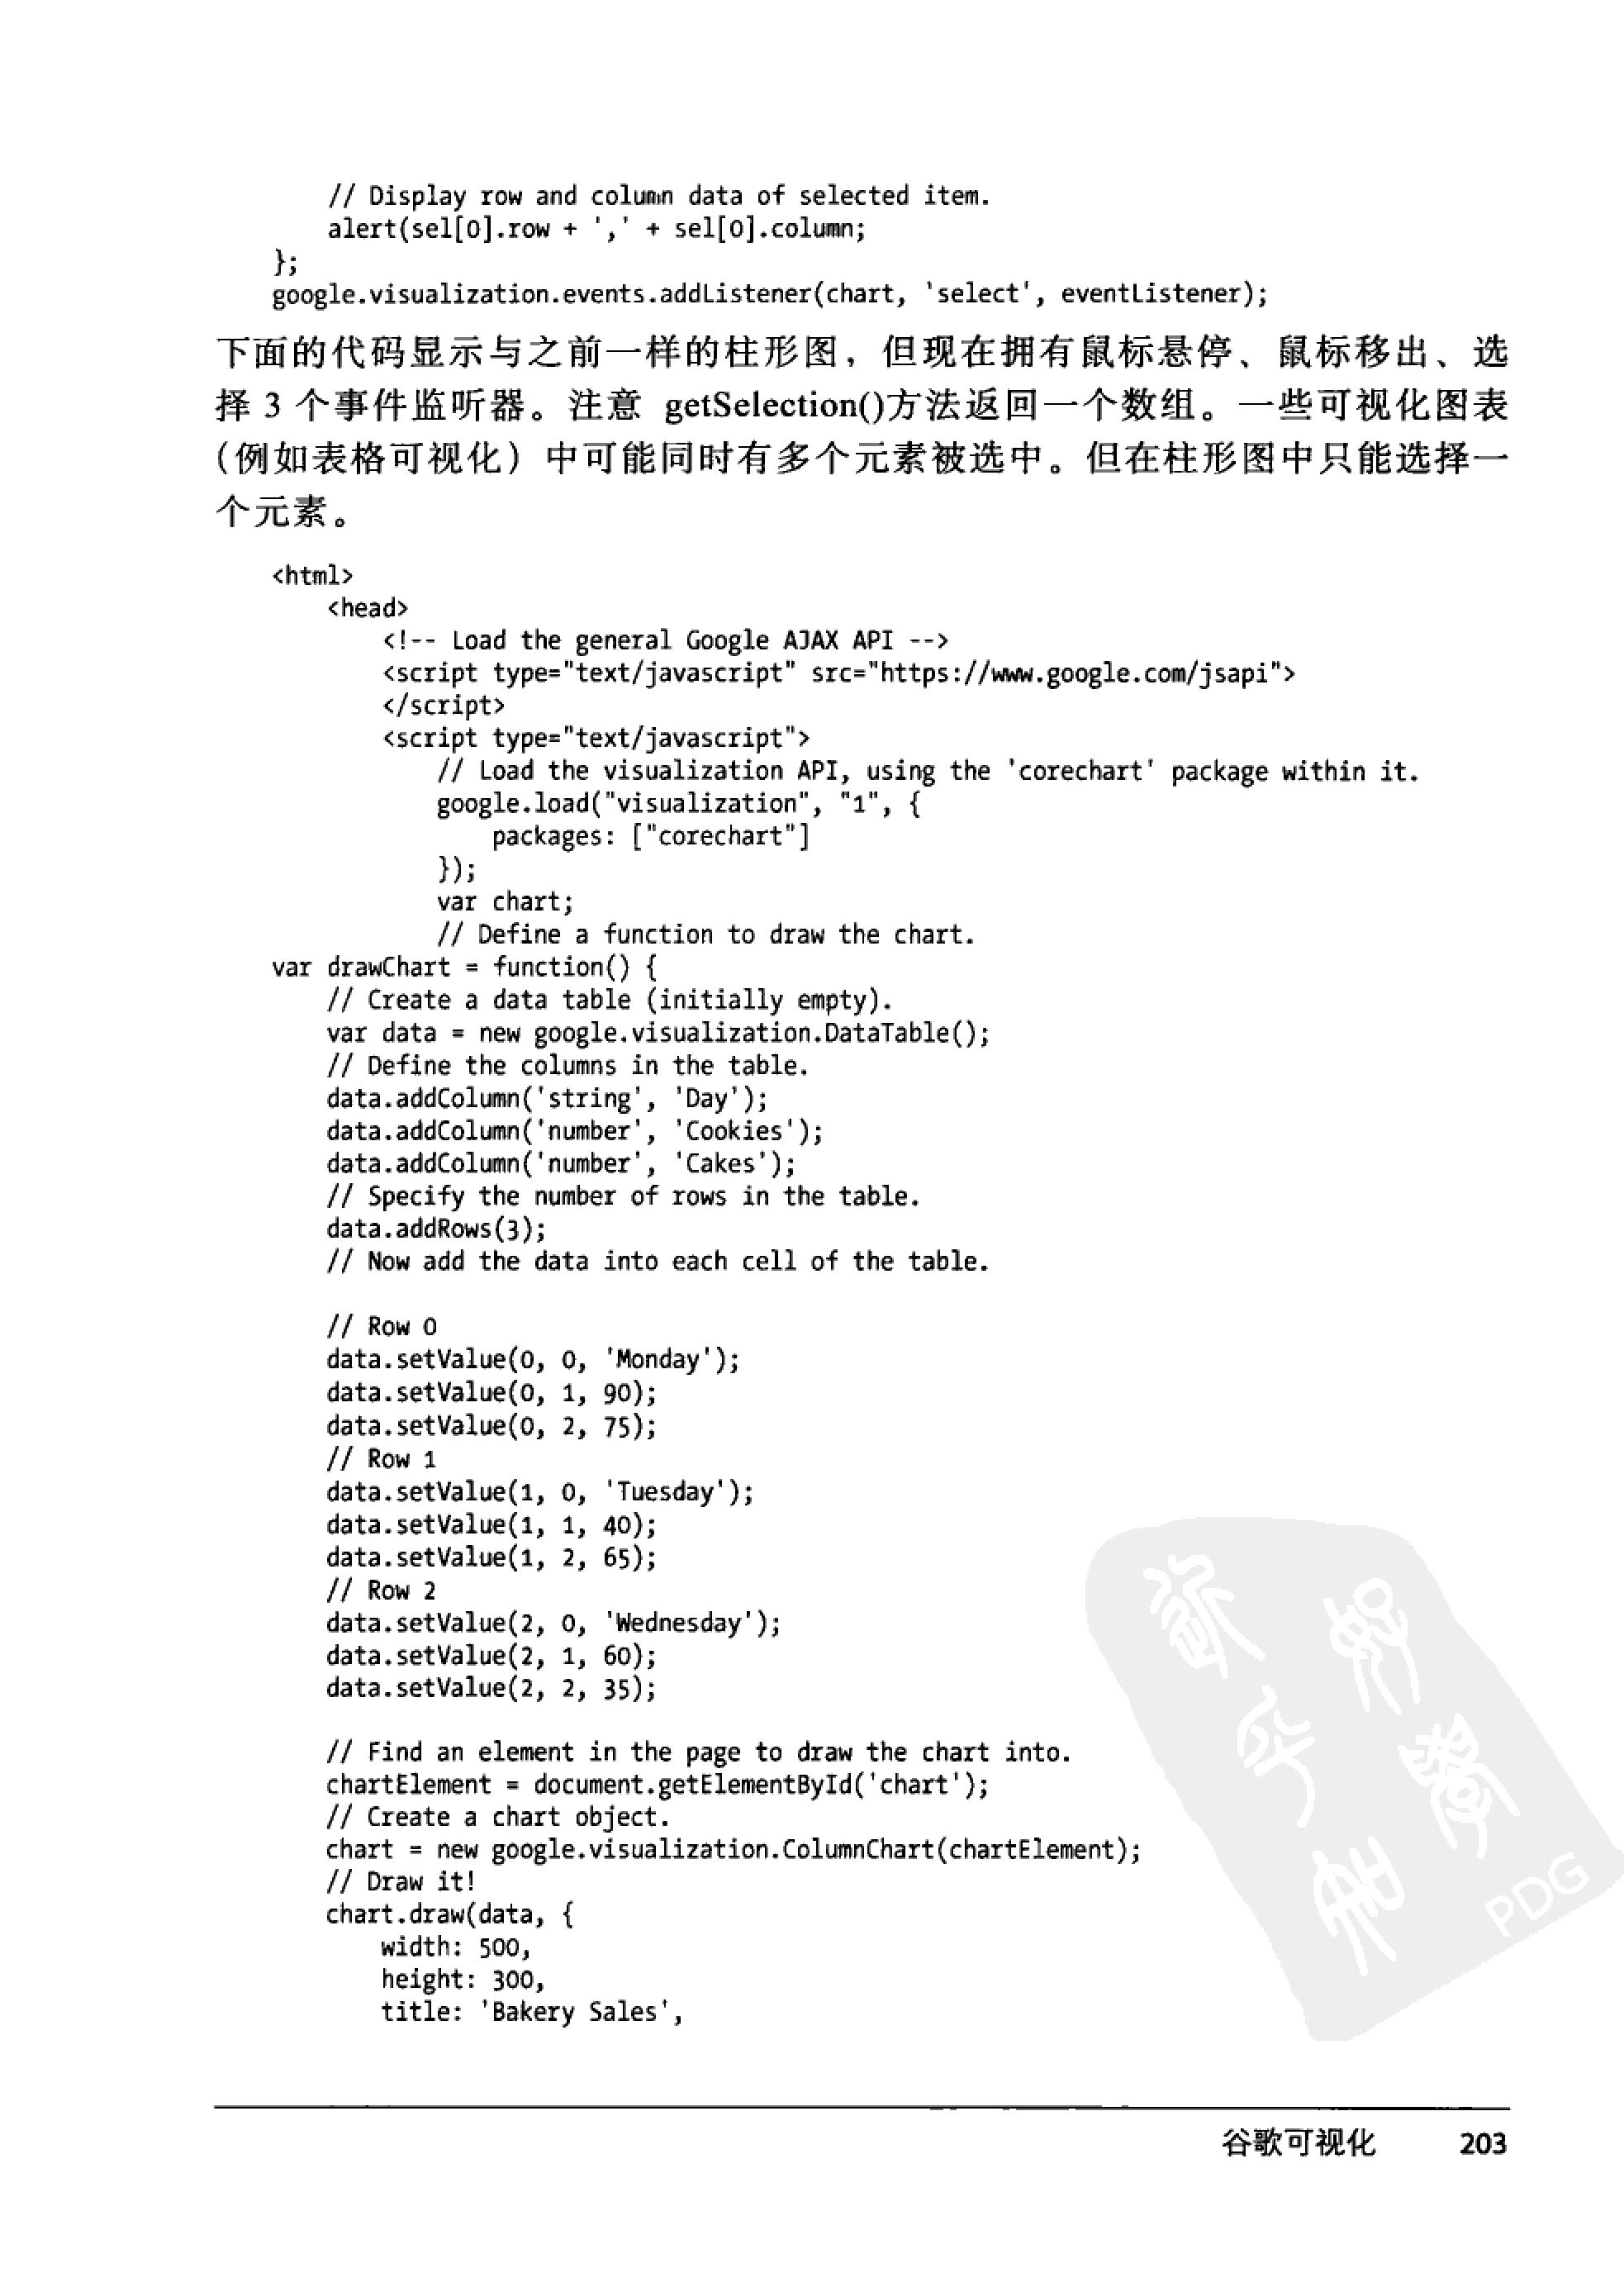 // Display row and column data of selected item.
alert(sel[0].row + ',' + sel[0].column;
};
google.visualization.events.addListener(chart, 'select', eventListener);
下面的代码显示与之前一样的柱形图，但现在拥有鼠标悬停、鼠标移出、选
择 3 个事件监听器。注意 getSelection()方法返回一个数组。一些可视化图表
（例如表格可视化）中可能同时有多个元素被选中。但在柱形图中只能选择一
个元素。
<html>
<head>
<!-- Load the general Google AJAX API -->
<script type="text/javascript" src="https://www.google.com/jsapi">
</script>
<script type="text/javascript">
// Load the visualization API, using the 'corechart' package within it.
google.load("visualization", "1", {
packages: ["corechart"]
});
var chart;
// Define a function to draw the chart.
var drawChart = function() {
// Create a data table (initially empty).
var data = new google.visualization.DataTable();
// Define the columns in the table.
data.addColumn('string', 'Day');
data.addColumn('number', 'Cookies');
data.addColumn('number', 'Cakes');
// Specify the number of rows in the table.
data.addRows(3);
// Now add the data into each cell of the table.
// Row 0
data.setValue(0, 0, 'Monday');
data.setValue(0, 1, 90);
data.setValue(0, 2, 75);
// Row 1
data.setValue(1, 0, 'Tuesday');
data.setValue(1, 1, 40);
data.setValue(1, 2, 65);
// Row 2
data.setValue(2, 0, 'Wednesday');
data.setValue(2, 1, 60);
data.setValue(2, 2, 35);
// Find an element in the page to draw the chart into.
chartElement = document.getElementById('chart');
// Create a chart object.
chart = new google.visualization.ColumnChart(chartElement);
// Draw it!
chart.draw(data, {
width: 500,
height: 300,
title: 'Bakery Sales',
PDG
谷歌可视化 203